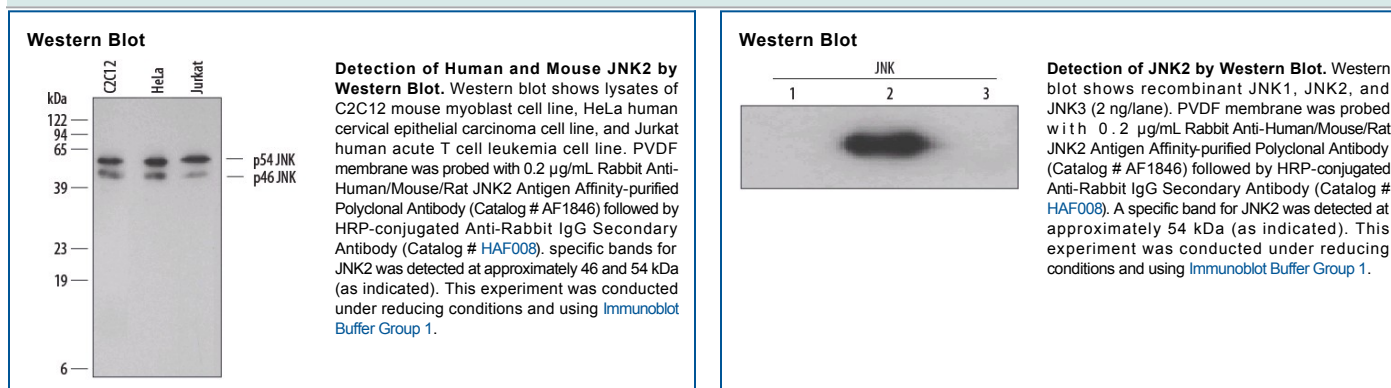 Western Blot
C2C12 HeLa Jurkat
kDa
122
94
65
39
23
19
6
p54 JNK
p46 JNK
Detection of Human and Mouse JNK2 by
Western Blot. Western blot shows lysates of
C2C12 mouse myoblast cell line, HeLa human
cervical epithelial carcinoma cell line, and Jurkat
human acute T cell leukemia cell line. PVDF
membrane was probed with 0.2 µg/mL Rabbit Anti-
Human/Mouse/Rat JNK2 Antigen Affinity-purified
Polyclonal Antibody (Catalog # AF1846) followed by
HRP-conjugated Anti-Rabbit IgG Secondary
Antibody (Catalog # HAF008). specific bands for
JNK2 was detected at approximately 46 and 54 kDa
(as indicated). This experiment was conducted
under reducing conditions and using Immunoblot
Buffer Group 1.
Western Blot
JNK
1 2 3
Detection of JNK2 by Western Blot. Western
blot shows recombinant JNK1, JNK2, and
JNK3 (2 ng/lane). PVDF membrane was probed
with 0.2 µg/mL Rabbit Anti-Human/Mouse/Rat
JNK2 Antigen Affinity-purified Polyclonal Antibody
(Catalog # AF1846) followed by HRP-conjugated
Anti-Rabbit IgG Secondary Antibody (Catalog #
HAF008). A specific band for JNK2 was detected at
approximately 54 kDa (as indicated). This
experiment was conducted under reducing
conditions and using Immunoblot Buffer Group 1.